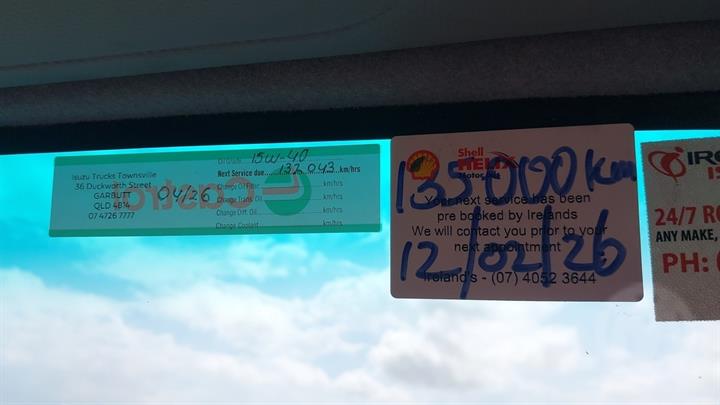 Isuzu Trucks Townsville
36 Duckworth Street
GARBUTT
QLD 4814
07 4726 7777
04/26
Castrol
Oil Grade 15W-40
Next Service due 132,043 km/hrs
Change Oil Filter km/hrs
Change Trans. Oil km/hrs
Change Diff. Oil km/hrs
Change Coolant km/hrs
Shell
HELIX
Motor Oils
135000 km
Your next service has been
pre booked by Irelands
We will contact you prior to your
next appointment
12/02/26
Ireland's - (07) 4052 3644
24/7
ANY MAKE,
PH: